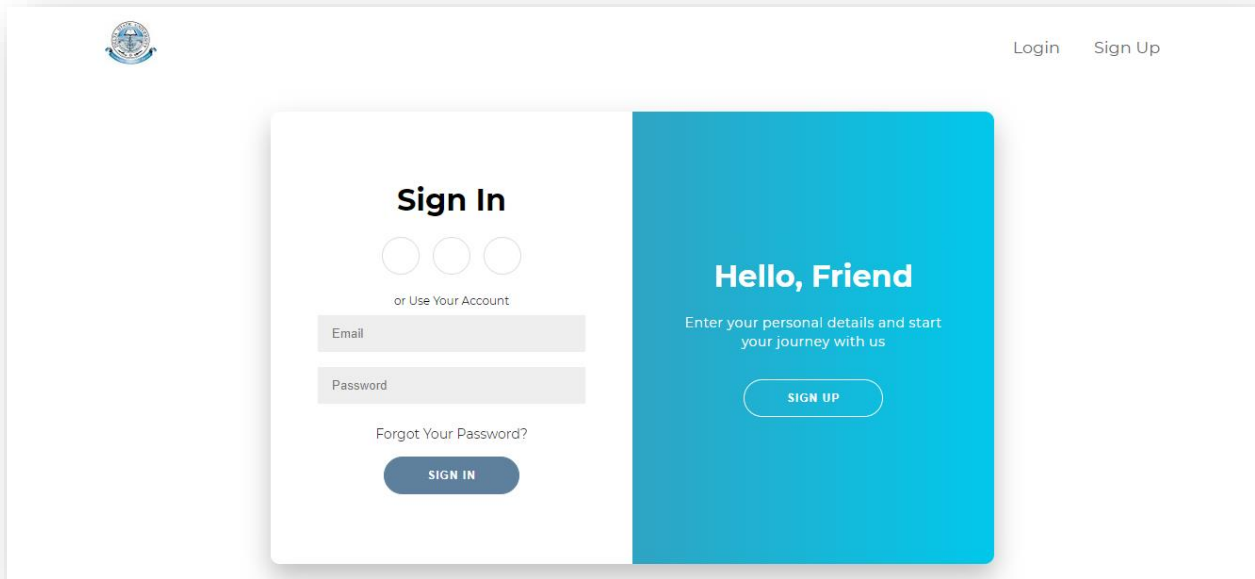 Login Sign Up
Sign In
or Use Your Account
Email
Password
Forgot Your Password?
SIGN IN
Hello, Friend
Enter your personal details and start
your journey with us
SIGN UP